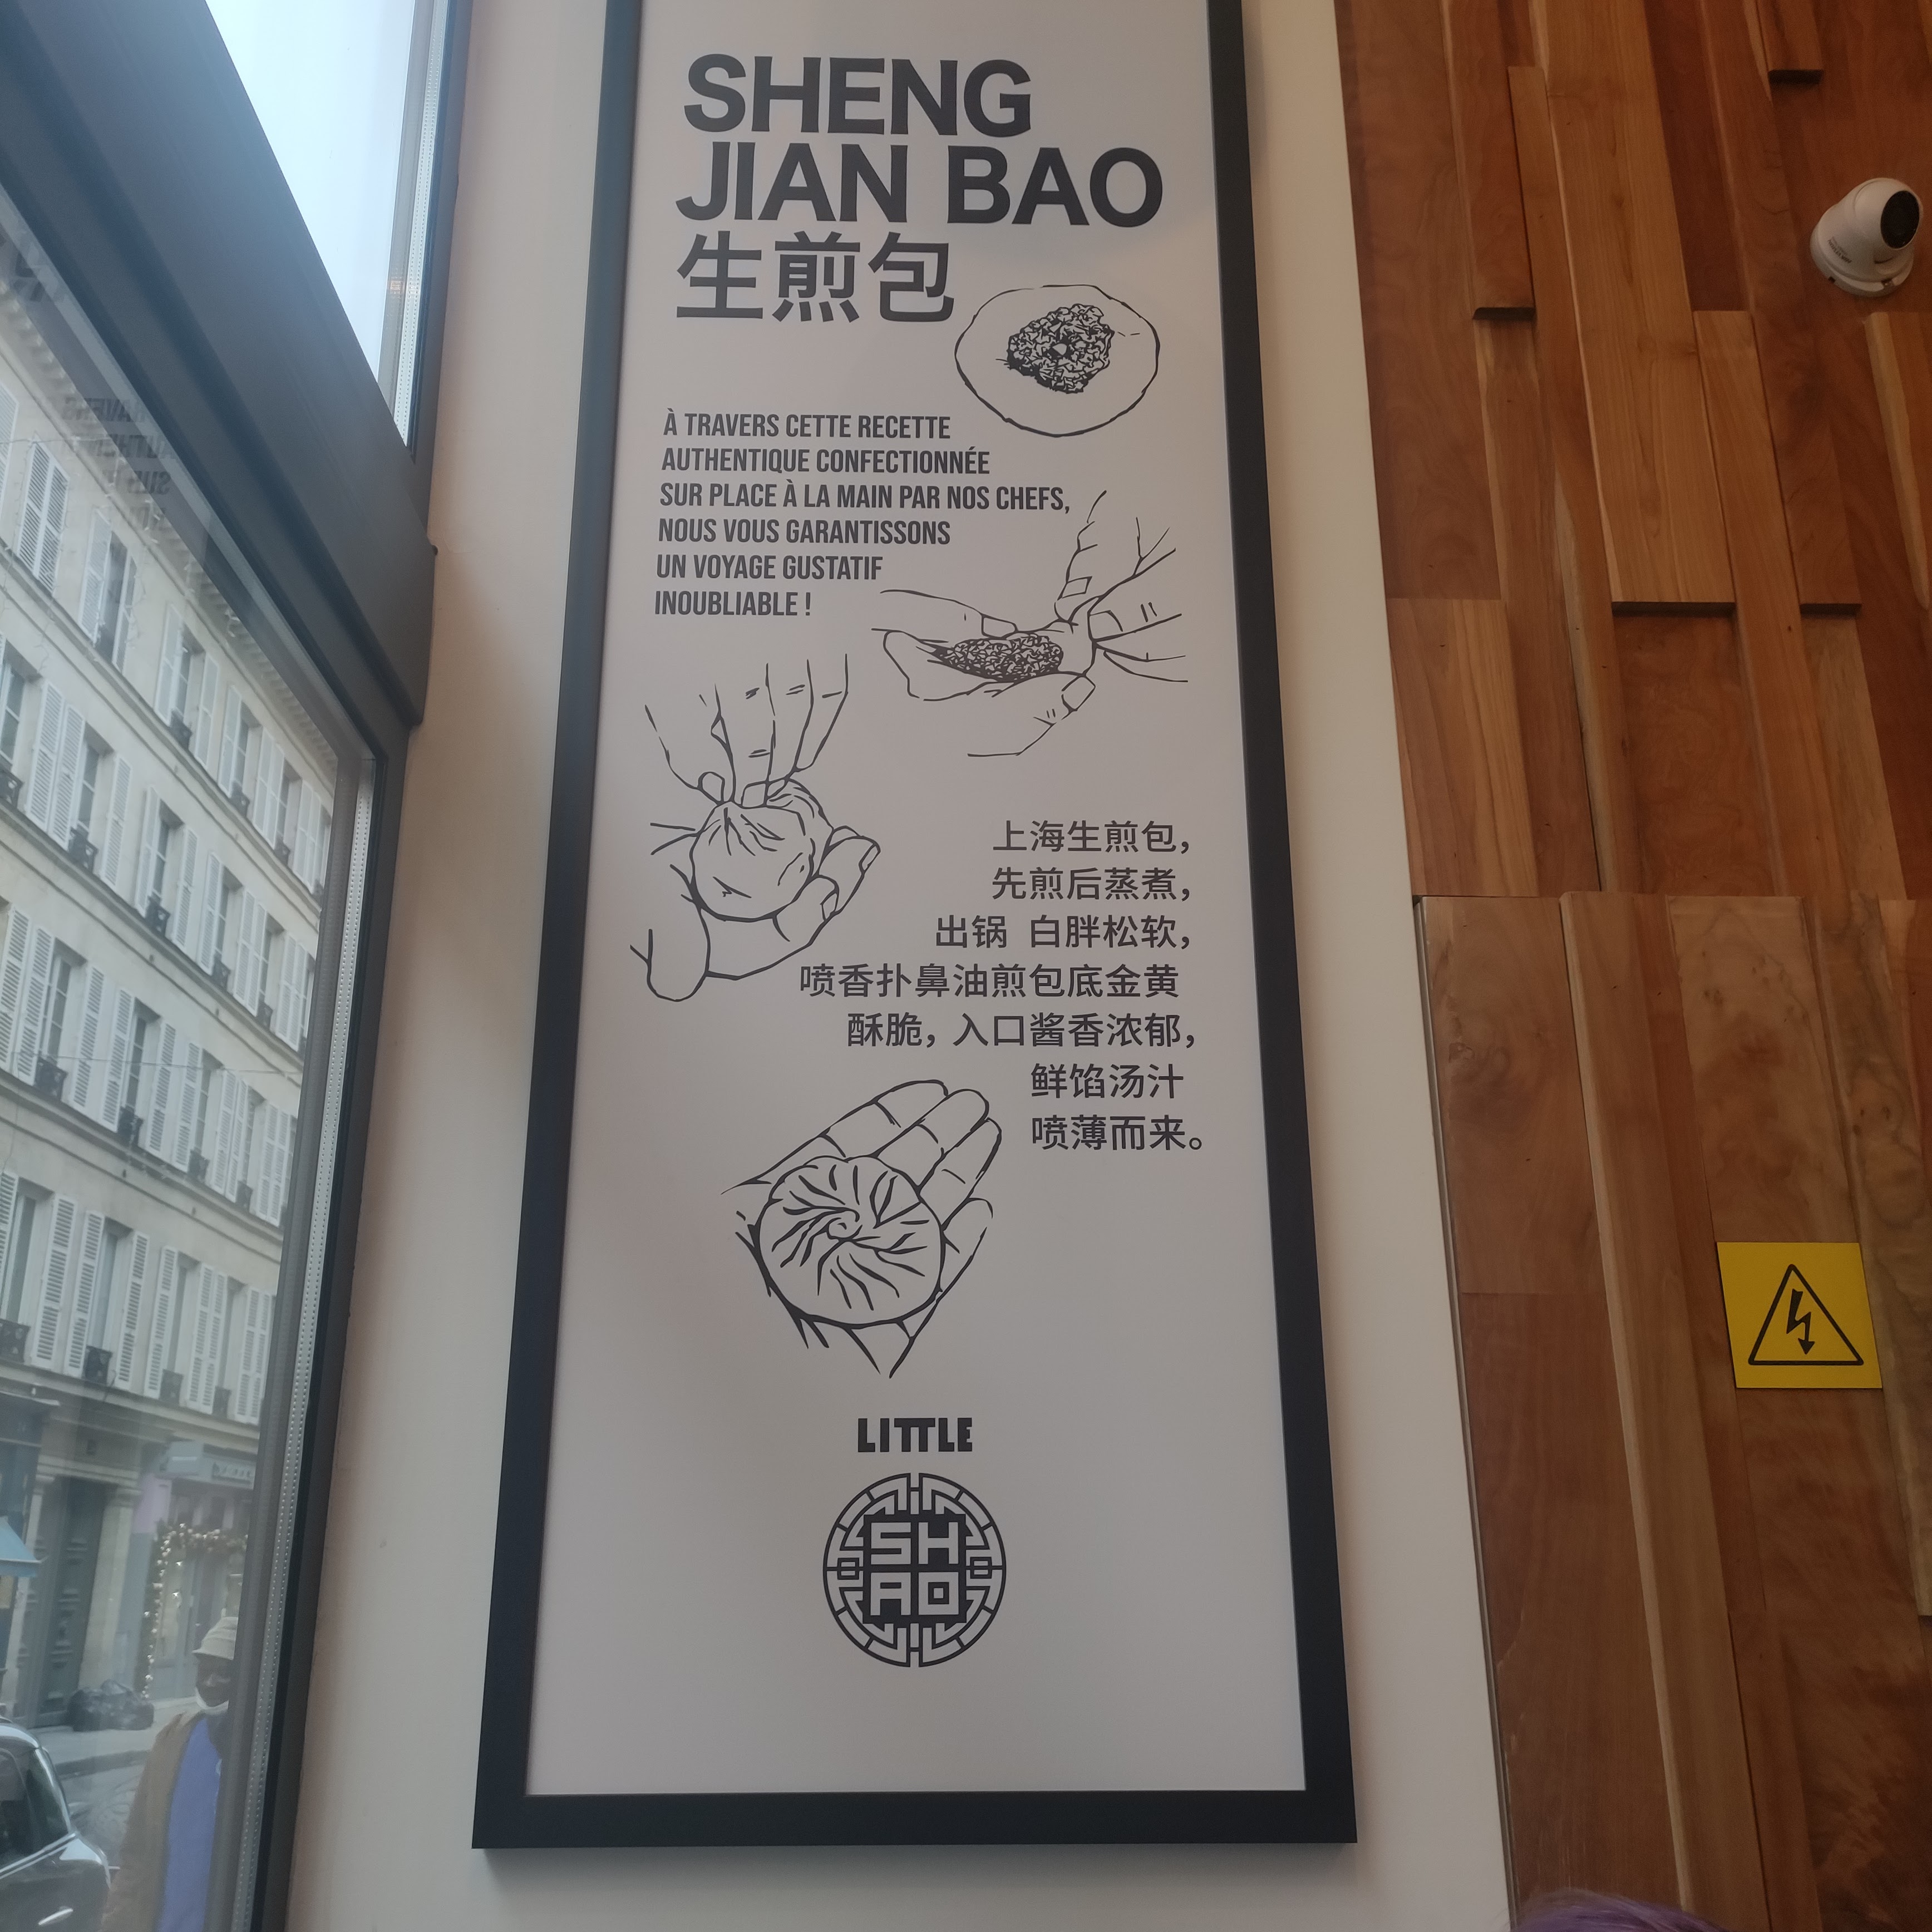 SHENG
JIAN BAO
生煎包
À TRAVERS CETTE RECETTE
AUTHENTIQUE CONFECTIONNÉE
SUR PLACE À LA MAIN PAR NOS CHEFS,
NOUS VOUS GARANTISSONS
UN VOYAGE GUSTATIF
INOUBLIABLE !
上海生煎包，
先煎后蒸煮，
出锅 白胖松软，
喷香扑鼻油煎包底金黄
酥脆，入口酱香浓郁，
鲜馅汤汁
喷薄而来。
LITTLE
SH
AO